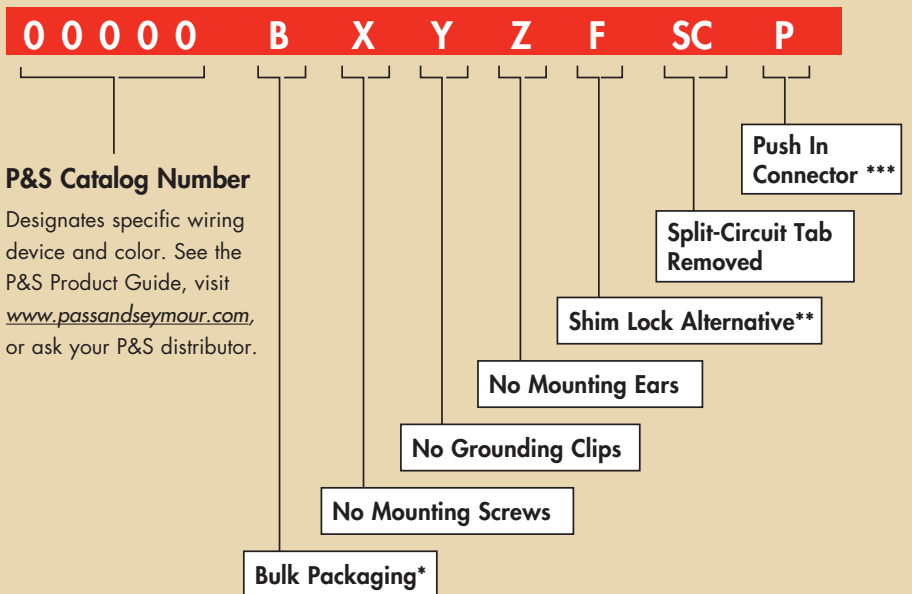 0 0 0 0 0 B X Y Z F SC P
P&S Catalog Number
Designates specific wiring
device and color. See the
P&S Product Guide, visit
www.passandseymour.com,
or ask your P&S distributor.
Push In
Connector ***
Split-Circuit Tab
Removed
Shim Lock Alternative**
No Mounting Ears
No Grounding Clips
No Mounting Screws
Bulk Packaging*